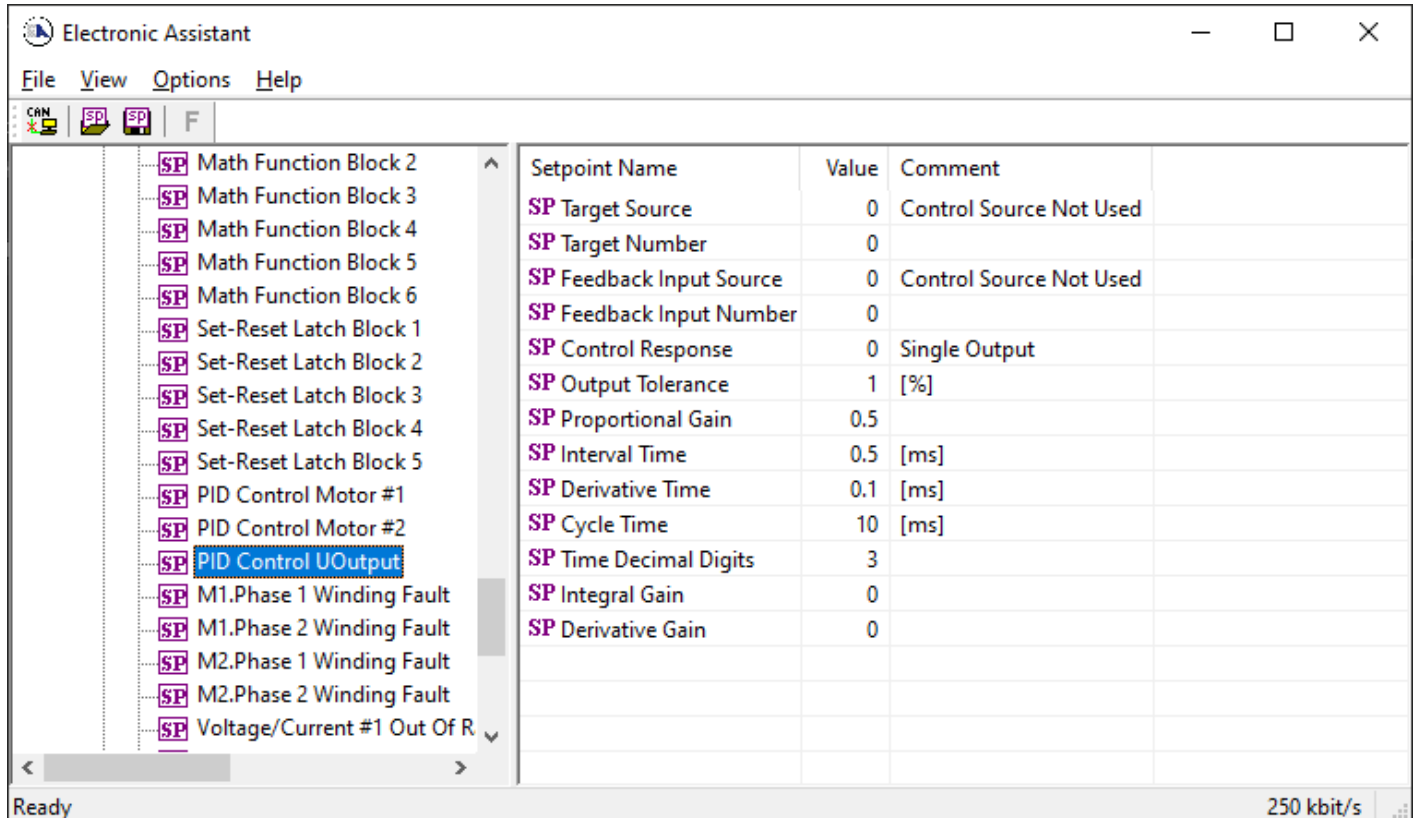 Electronic Assistant
File View Options Help
CAN SP SP F
SP Math Function Block 2
SP Math Function Block 3
SP Math Function Block 4
SP Math Function Block 5
SP Math Function Block 6
SP Set-Reset Latch Block 1
SP Set-Reset Latch Block 2
SP Set-Reset Latch Block 3
SP Set-Reset Latch Block 4
SP Set-Reset Latch Block 5
SP PID Control Motor #1
SP PID Control Motor #2
SP PID Control UOutput
SP M1.Phase 1 Winding Fault
SP M1.Phase 2 Winding Fault
SP M2.Phase 1 Winding Fault
SP M2.Phase 2 Winding Fault
SP Voltage/Current #1 Out Of R
Setpoint Name Value Comment
SP Target Source 0 Control Source Not Used
SP Target Number 0
SP Feedback Input Source 0 Control Source Not Used
SP Feedback Input Number 0
SP Control Response 0 Single Output
SP Output Tolerance 1 [%]
SP Proportional Gain 0.5
SP Interval Time 0.5 [ms]
SP Derivative Time 0.1 [ms]
SP Cycle Time 10 [ms]
SP Time Decimal Digits 3
SP Integral Gain 0
SP Derivative Gain 0
Ready 250 kbit/s